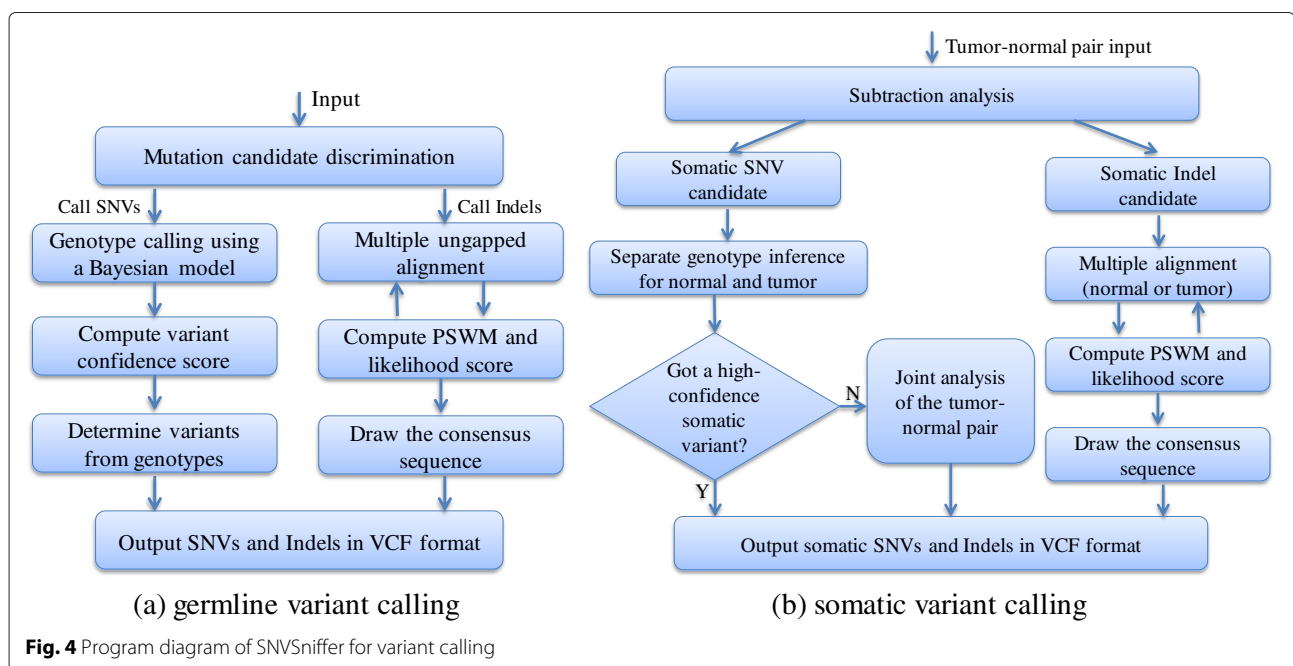 Input
Mutation candidate discrimination
Call SNVs
Call Indels
Genotype calling using
a Bayesian model
Multiple ungapped
alignment
Compute variant
confidence score
Compute PSWM and
likelihood score
Determine variants
from genotypes
Draw the consensus
sequence
Output SNVs and Indels in VCF format
(a) germline variant calling
Tumor-normal pair input
Subtraction analysis
Somatic SNV
candidate
Somatic Indel
candidate
Separate genotype inference
for normal and tumor
Multiple alignment
(normal or tumor)
Got a high-
confidence
somatic
variant?
N
Y
Joint analysis
of the tumor-
normal pair
Compute PSWM and
likelihood score
Draw the consensus
sequence
Output somatic SNVs and Indels in VCF format
(b) somatic variant calling
Fig. 4 Program diagram of SNVSniffer for variant calling